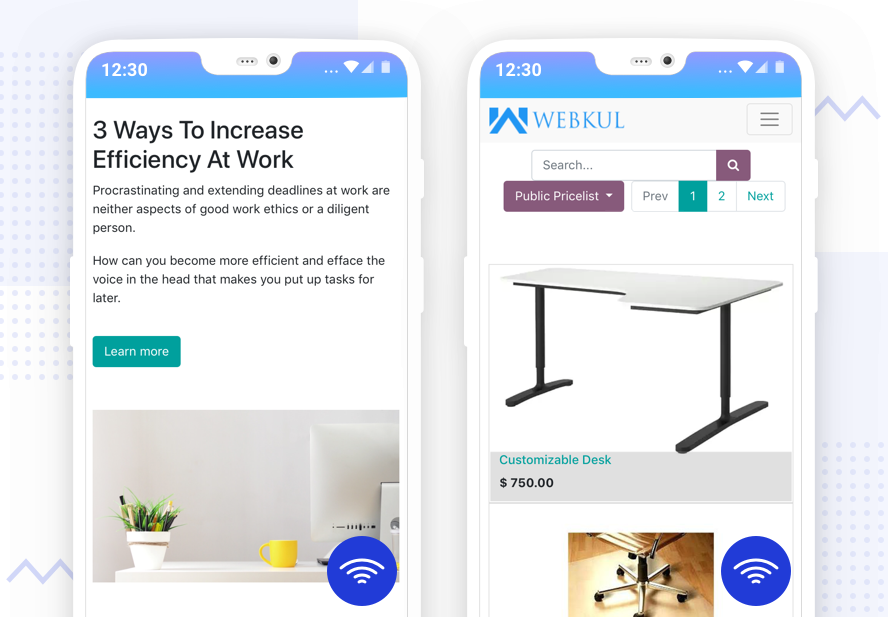 12:30
3 Ways To Increase
Efficiency At Work
Procrastinating and extending deadlines at work are
neither aspects of good work ethics or a diligent
person.
How can you become more efficient and efface the
voice in the head that makes you put up tasks for
later.
Learn more
12:30
WEBKUL
Search...
Public Pricelist
Prev
1
2
Next
Customizable Desk
$ 750.00